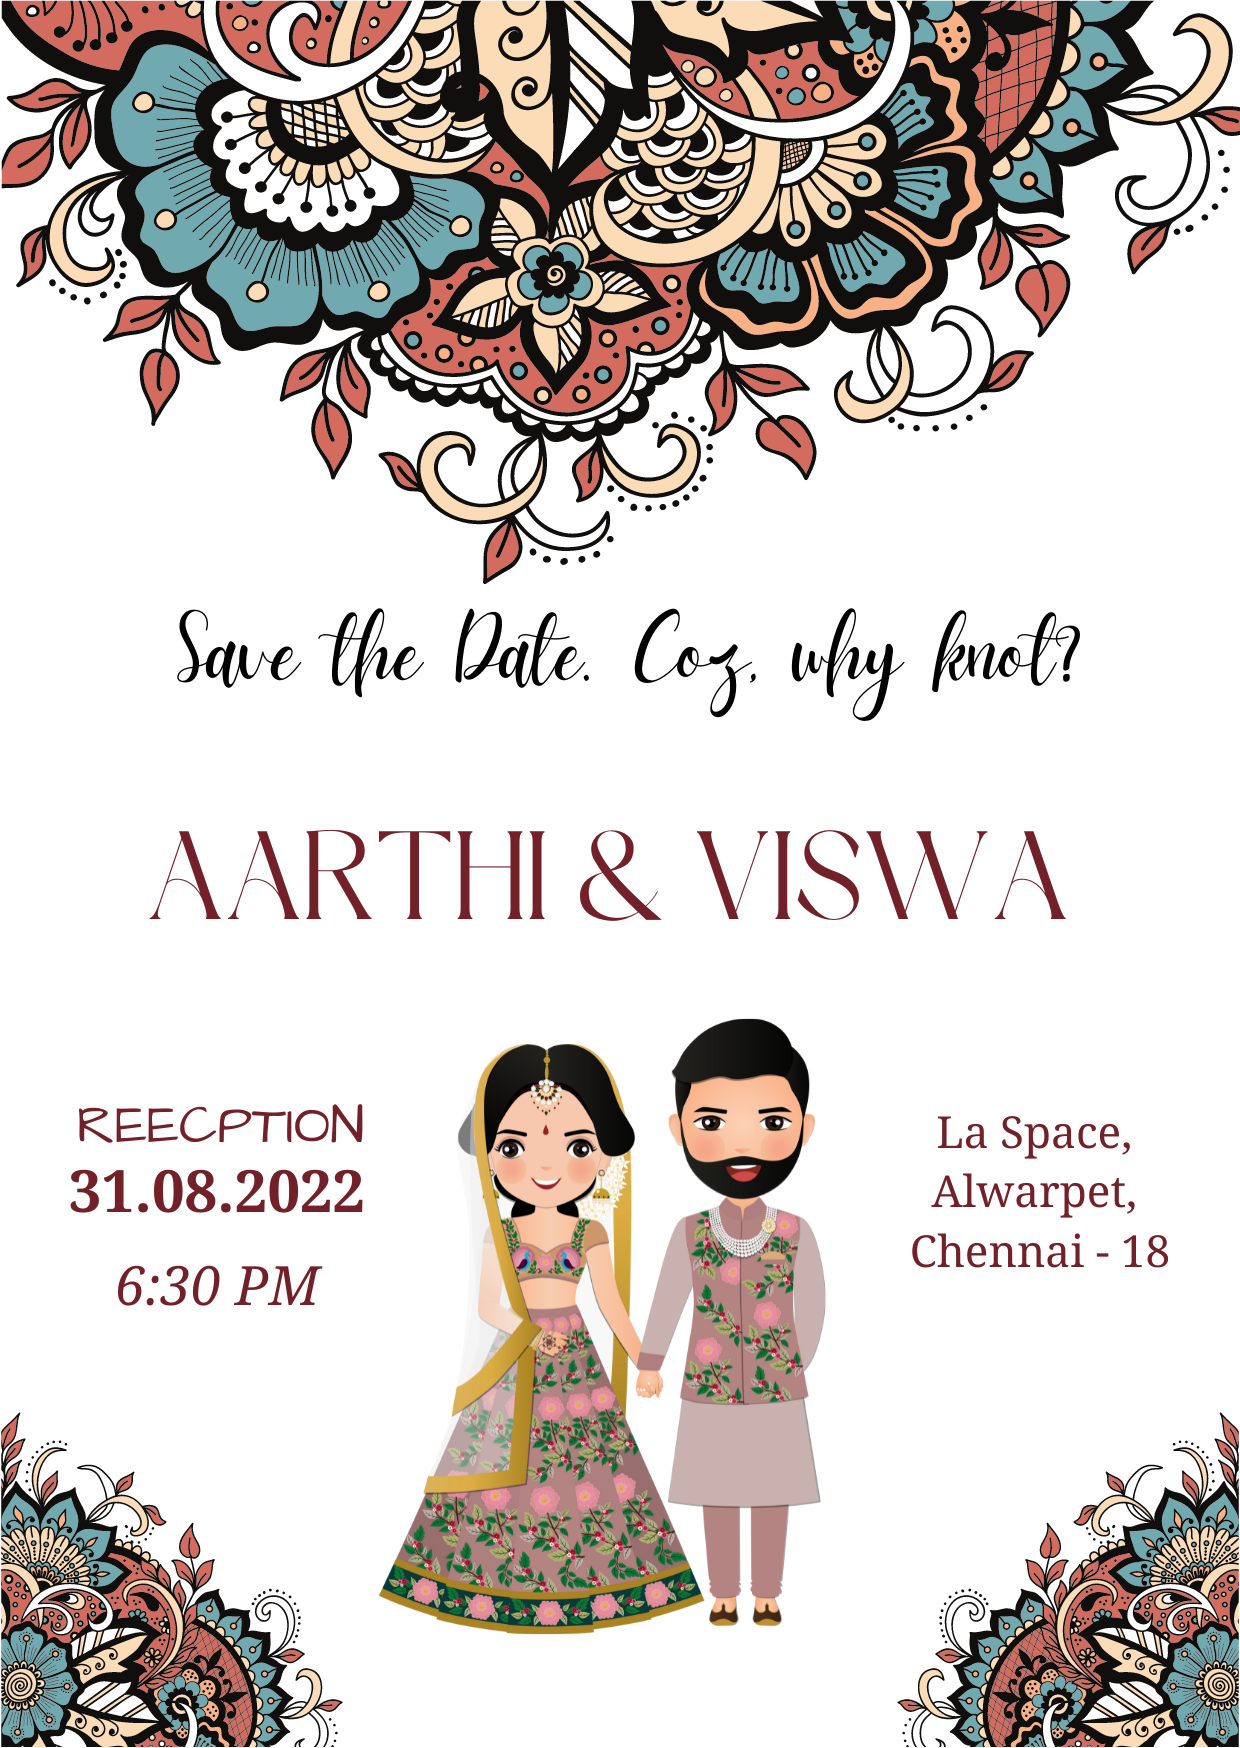 Save the Date. Coz, why knot?
AARTHI & VISWA
REECPTION
31.08.2022
6:30 PM
La Space,
Alwarpet,
Chennai - 18